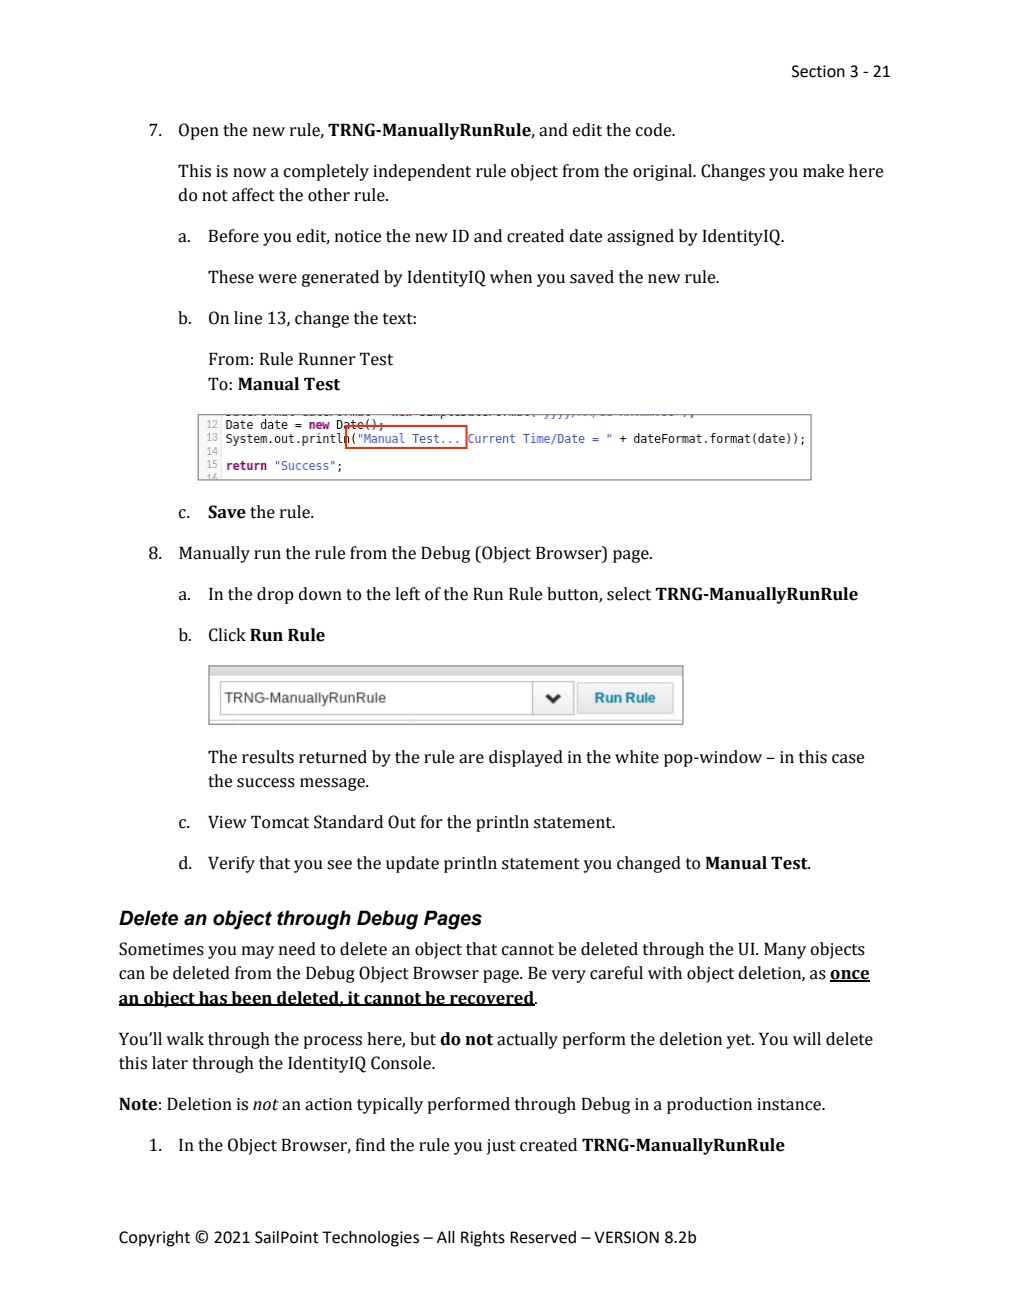 Section 3 - 21
7. Open the new rule, TRNG-ManuallyRunRule, and edit the code.
This is now a completely independent rule object from the original. Changes you make here
do not affect the other rule.
a. Before you edit, notice the new ID and created date assigned by IdentityIQ.
These were generated by IdentityIQ when you saved the new rule.
b. On line 13, change the text:
From: Rule Runner Test
To: Manual Test
12 Date date = new Date();
13 System.out.println("Manual Test... Current Time/Date = " + dateFormat.format(date));
14
15 return "Success";
16
c. Save the rule.
8. Manually run the rule from the Debug (Object Browser) page.
a. In the drop down to the left of the Run Rule button, select TRNG-ManuallyRunRule
b. Click Run Rule
TRNG-ManuallyRunRule Run Rule
The results returned by the rule are displayed in the white pop-window – in this case
the success message.
c. View Tomcat Standard Out for the println statement.
d. Verify that you see the update println statement you changed to Manual Test.
Delete an object through Debug Pages
Sometimes you may need to delete an object that cannot be deleted through the UI. Many objects
can be deleted from the Debug Object Browser page. Be very careful with object deletion, as once
an object has been deleted, it cannot be recovered.
You'll walk through the process here, but do not actually perform the deletion yet. You will delete
this later through the IdentityIQ Console.
Note: Deletion is not an action typically performed through Debug in a production instance.
1. In the Object Browser, find the rule you just created TRNG-ManuallyRunRule
Copyright © 2021 SailPoint Technologies – All Rights Reserved – VERSION 8.2b